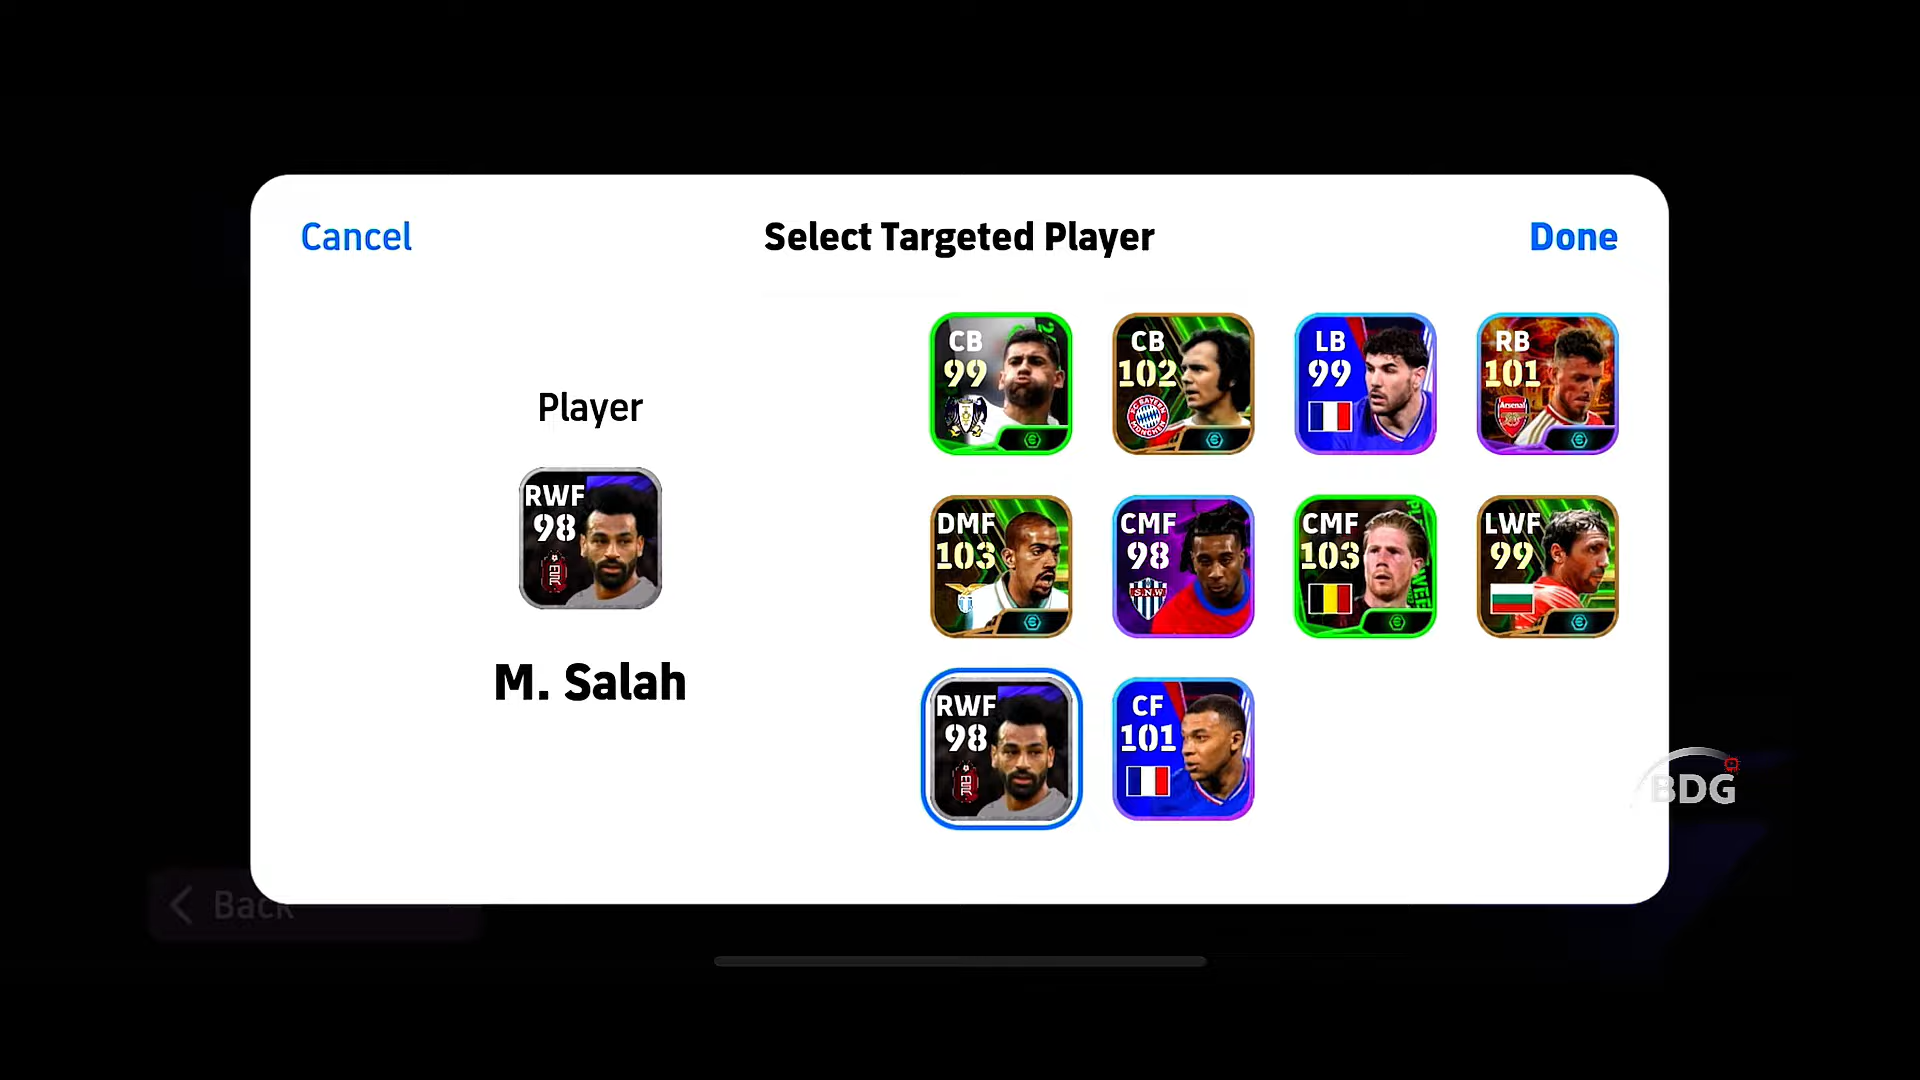 Cancel
Select Targeted Player
Done
Player
RWF
98
M. Salah
CB
99
CB
102
LB
99
RB
101
Arsenal
DMF
103
CMF
98
S.N.W
CMF
103
LWF
99
RWF
98
CF
101
BDG
Back